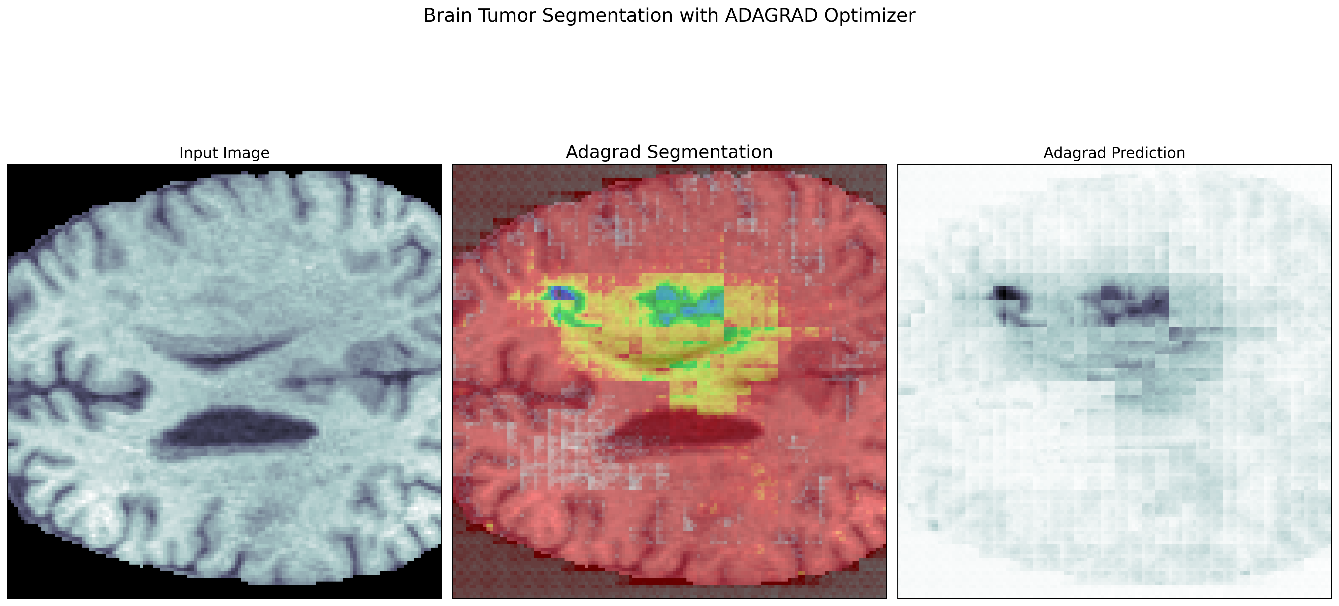 Brain Tumor Segmentation with ADAGRAD Optimizer
Input Image
Adagrad Segmentation
Adagrad Prediction